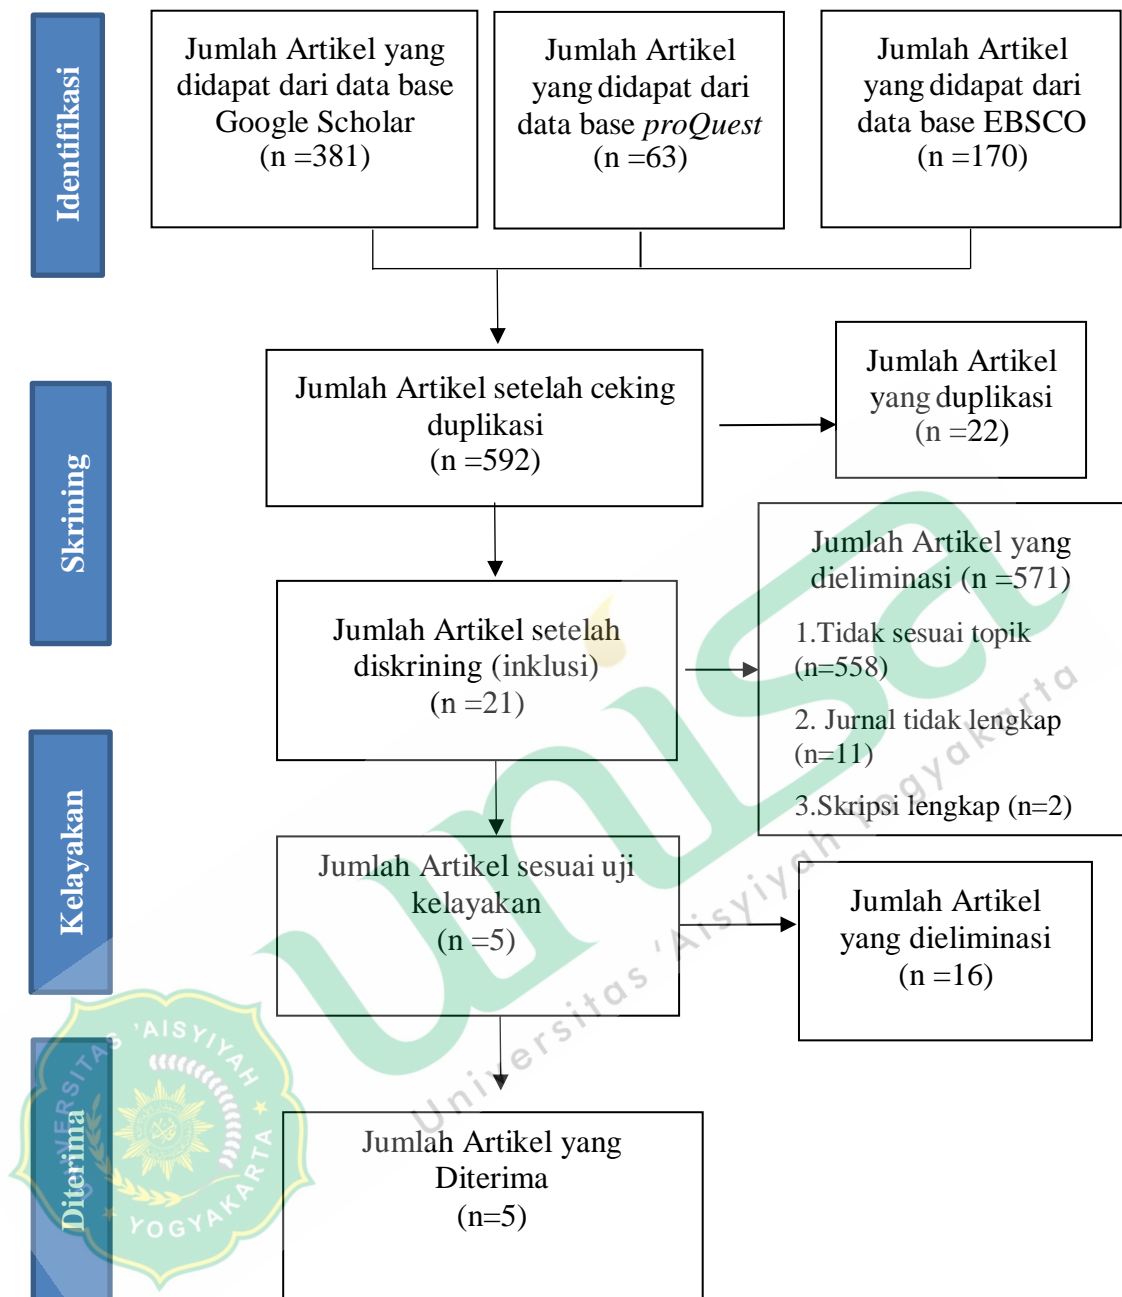 Identifikasi
Jumlah Artikel yang
didapat dari data base
Google Scholar
(n =381)
Jumlah Artikel
yang didapat dari
data base proQuest
(n =63)
Jumlah Artikel
yang didapat dari
data base EBSCO
(n =170)
Skrining
Jumlah Artikel setelah ceking
duplikasi
(n =592)
Jumlah Artikel
yang duplikasi
(n =22)
Jumlah Artikel setelah
diskrining (inklusi)
(n =21)
Jumlah Artikel yang
dieliminasi (n =571)
1.Tidak sesuai topik
(n=558)
2. Jurnal tidak lengkap
(n=11)
3.Skripsi lengkap (n=2)
Kelayakan
Jumlah Artikel sesuai uji
kelayakan
(n =5)
Jumlah Artikel
yang dieliminasi
(n =16)
Diterima
Jumlah Artikel yang
Diterima
(n=5)
unisa
Universitas 'Aisyiyah Yogyakarta
UNIVERSITAS 'AISYIYAH
YOGYAKARTA